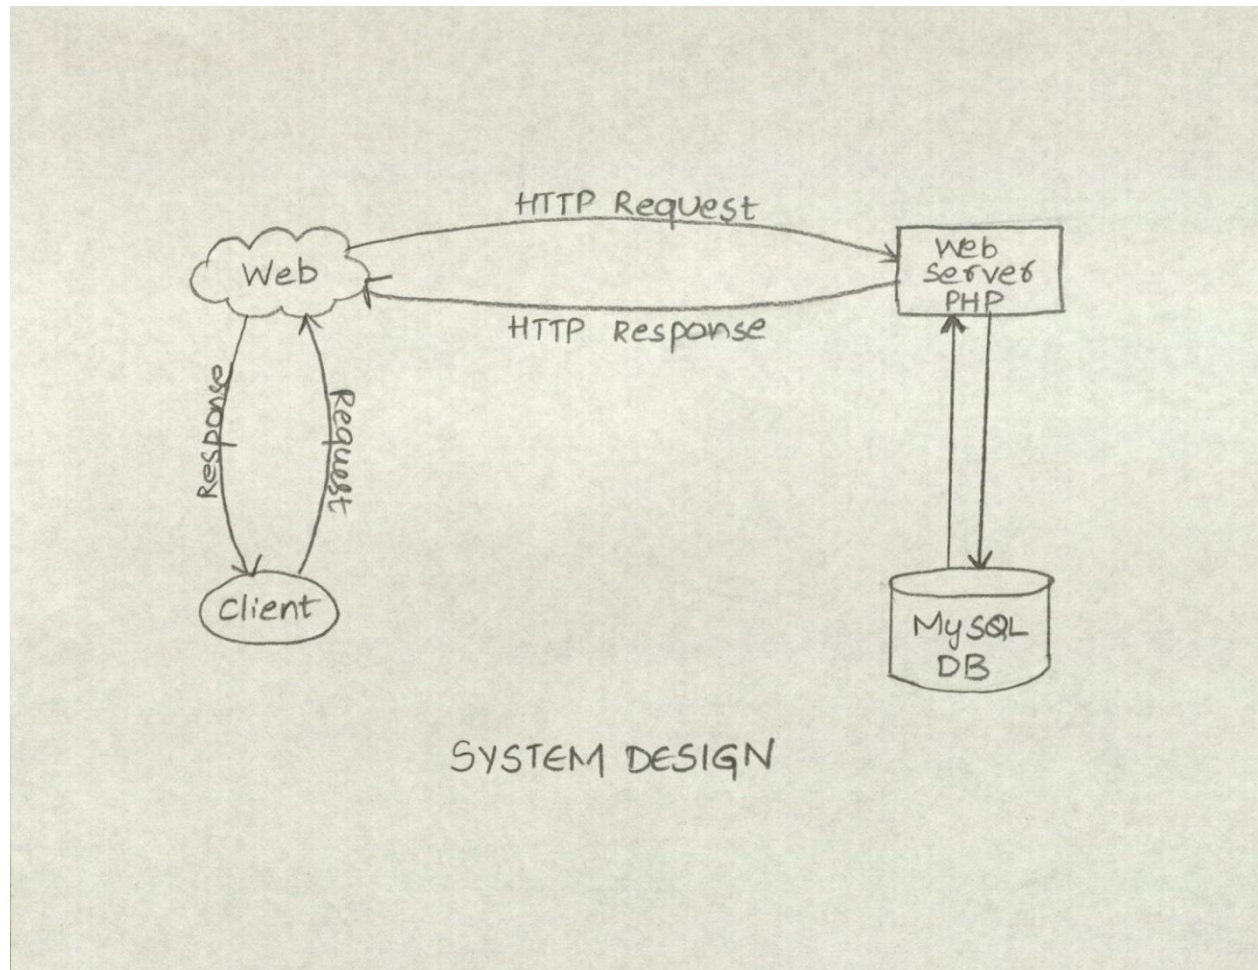 HTTP Request
Web
Web
Server
PHP
HTTP Response
Response
Request
Client
MySQL
DB
SYSTEM DESIGN